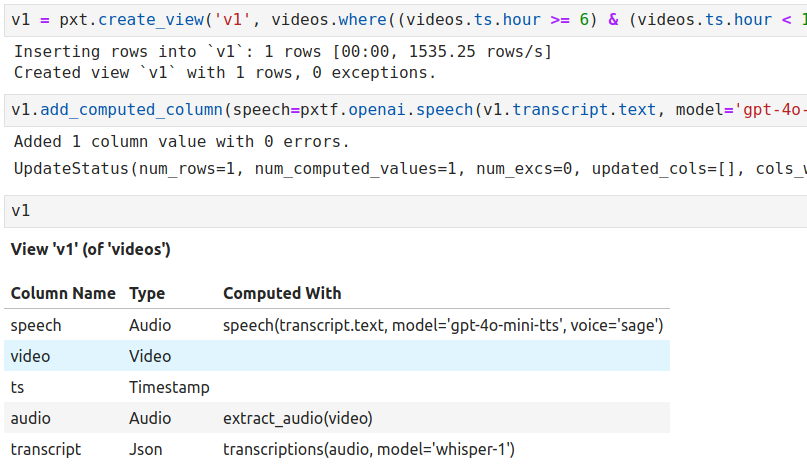 v1 = pxt.create_view('v1', videos.where((videos.ts.hour >= 6) & (videos.ts.hour < 1
Inserting rows into `v1`: 1 rows [00:00, 1535.25 rows/s]
Created view `v1` with 1 rows, 0 exceptions.
v1.add_computed_column(speech=pxtf.openai.speech(v1.transcript.text, model='gpt-4o-
Added 1 column value with 0 errors.
UpdateStatus(num_rows=1, num_computed_values=1, num_excs=0, updated_cols=[], cols_w
v1
View 'v1' (of 'videos')
Column Name Type Computed With
speech Audio speech(transcript.text, model='gpt-4o-mini-tts', voice='sage')
video Video
ts Timestamp
audio Audio extract_audio(video)
transcript Json transcriptions(audio, model='whisper-1')